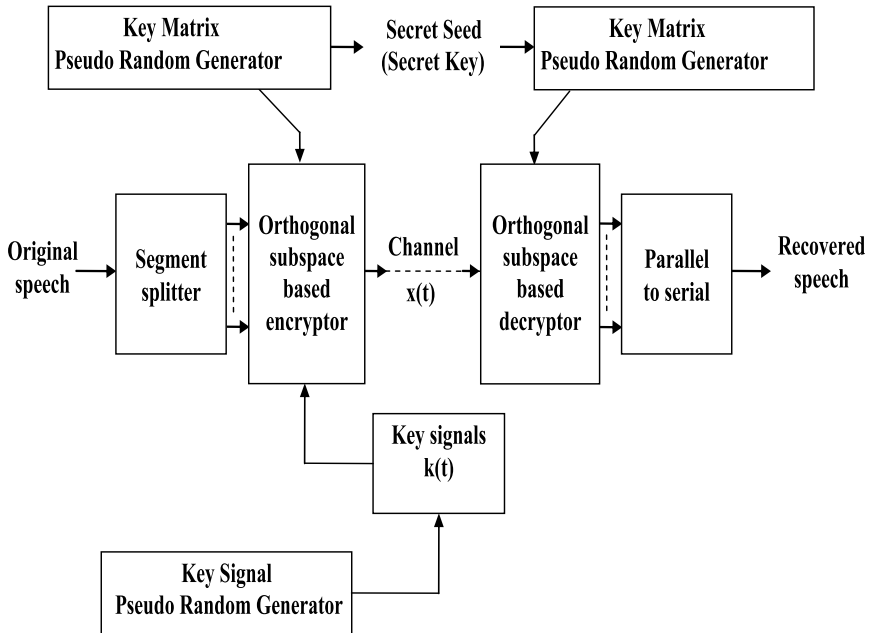 Key Matrix
Pseudo Random Generator
Secret Seed
(Secret Key)
Key Matrix
Pseudo Random Generator
Original
speech
Segment
splitter
Orthogonal
subspace
based
encryptor
Channel
x(t)
Orthogonal
subspace
based
decryptor
Parallel
to serial
Recovered
speech
Key signals
k(t)
Key Signal
Pseudo Random Generator